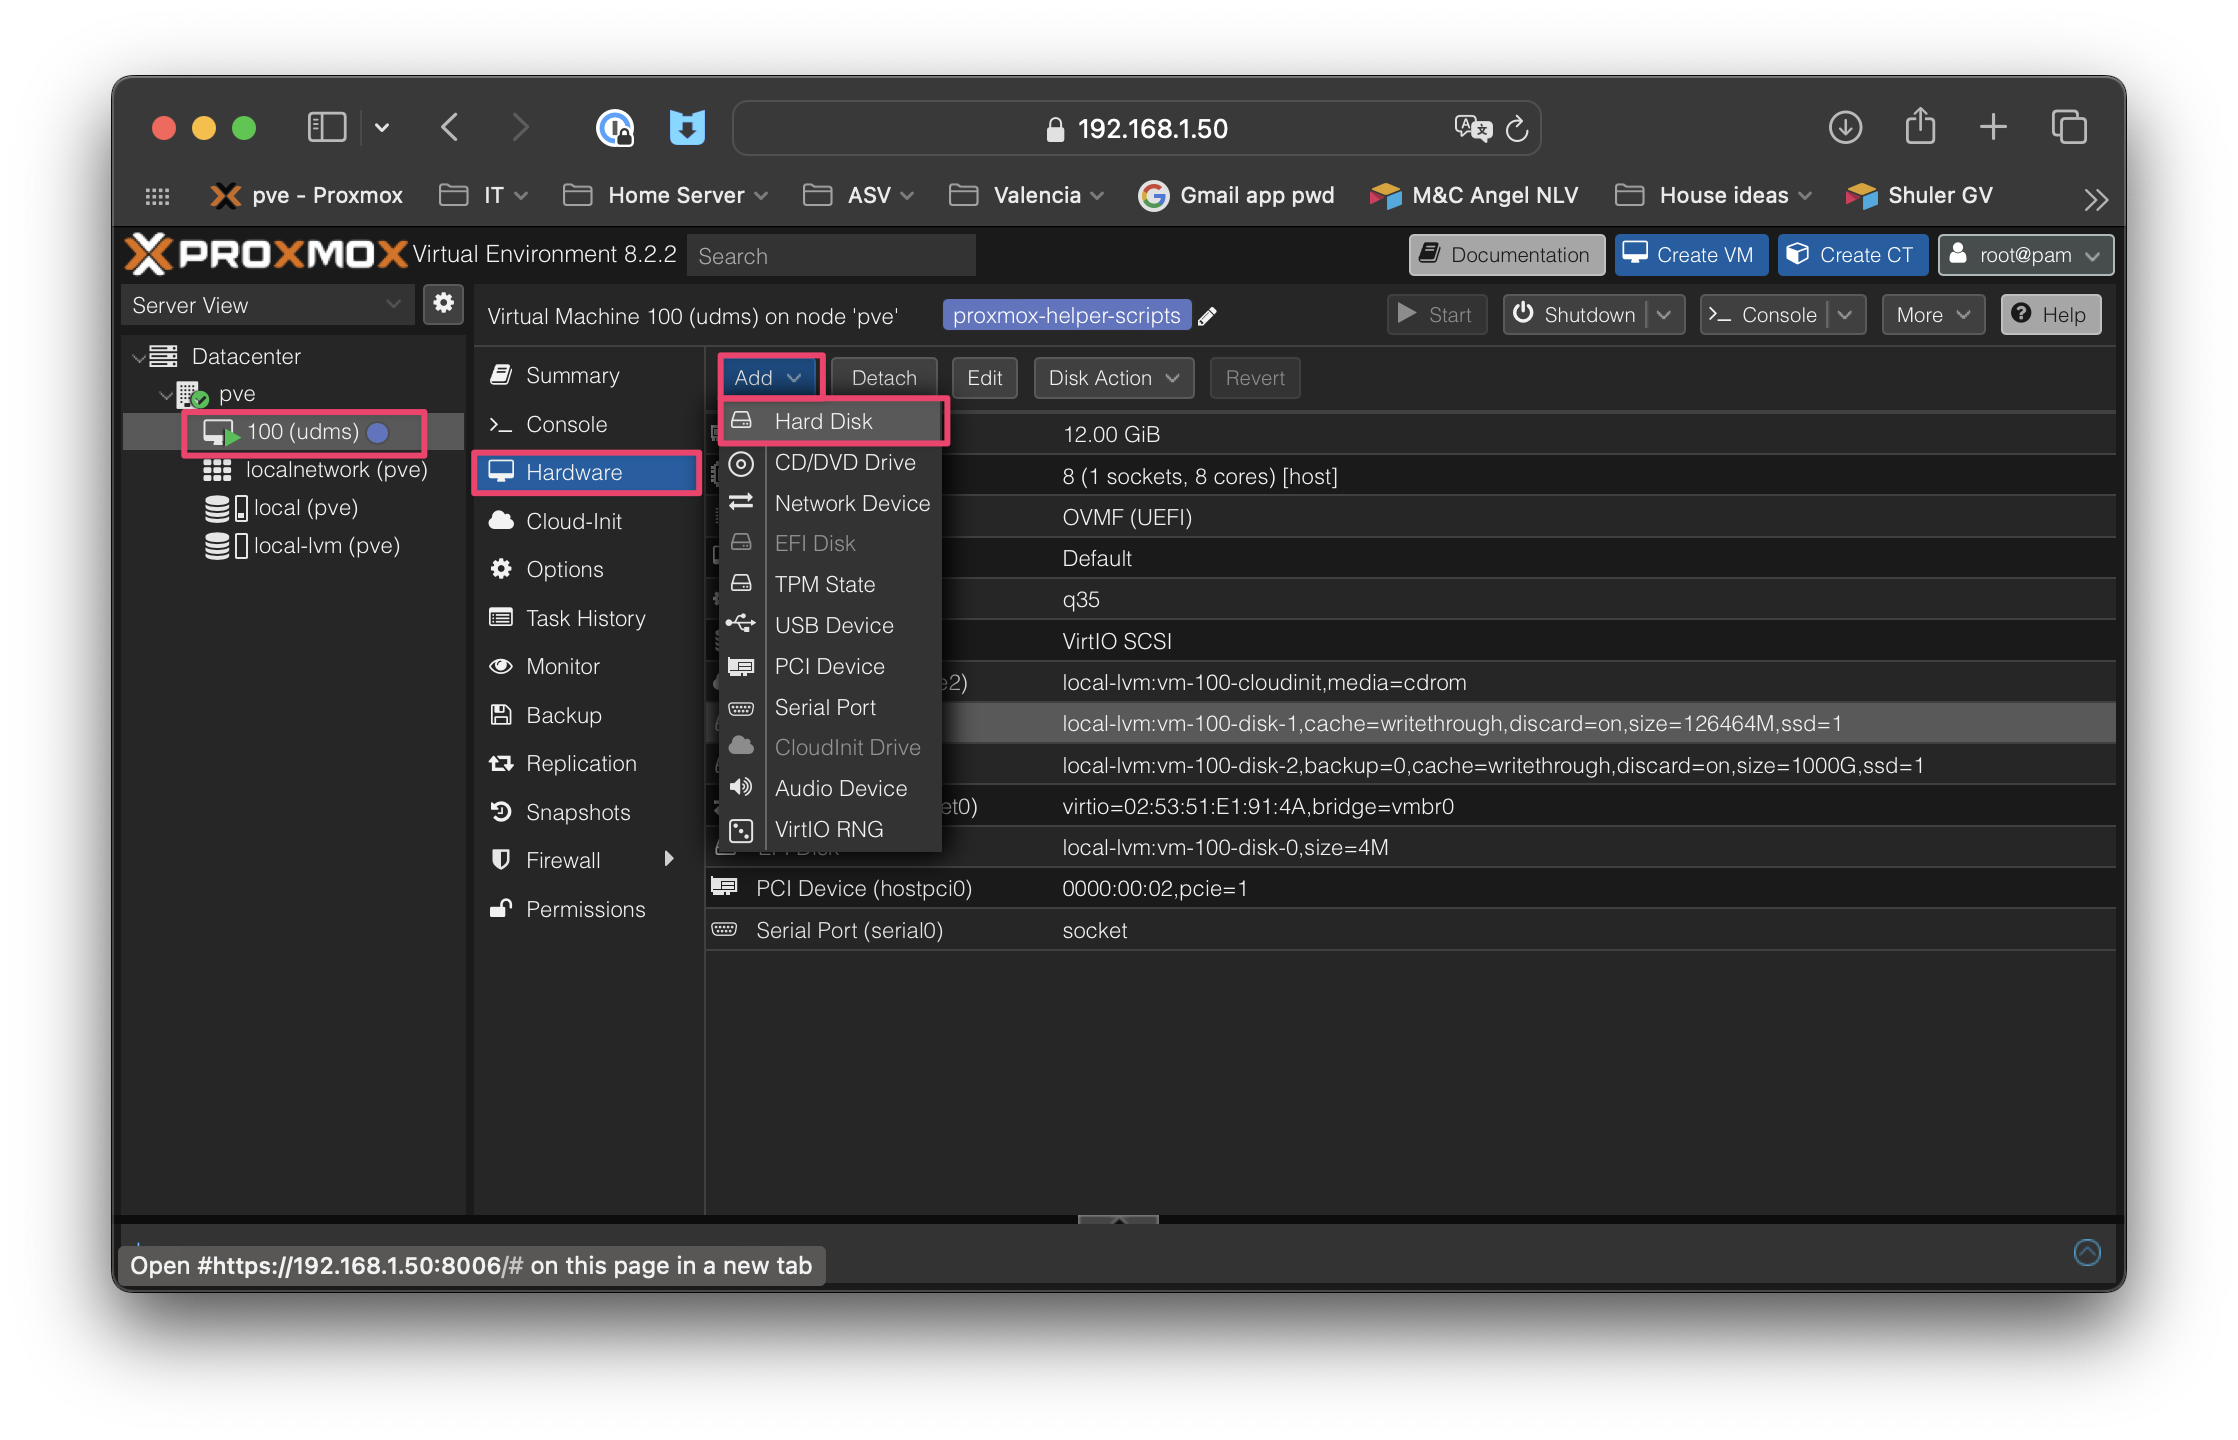 192.168.1.50
pve - Proxmox IT Home Server ASV Valencia Gmail app pwd M&C Angel NLV House ideas Shuler GV
PROXMOX Virtual Environment 8.2.2 Search Documentation Create VM Create CT root@pam
Server View
Virtual Machine 100 (udms) on node 'pve' proxmox-helper-scripts Start Shutdown Console More Help
Datacenter
pve
100 (udms)
localnetwork (pve)
local (pve)
local-lvm (pve)
Summary
Console
Hardware
Cloud-Init
Options
Task History
Monitor
Backup
Replication
Snapshots
Firewall
Permissions
Add Detach Edit Disk Action Revert
Hard Disk
CD/DVD Drive
Network Device
EFI Disk
TPM State
USB Device
PCI Device
Serial Port
CloudInit Drive
Audio Device
VirtIO RNG
12.00 GiB
8 (1 sockets, 8 cores) [host]
OVMF (UEFI)
Default
q35
VirtIO SCSI
e2) local-lvm:vm-100-cloudinit,media=cdrom
local-lvm:vm-100-disk-1,cache=writethrough,discard=on,size=126464M,ssd=1
local-lvm:vm-100-disk-2,backup=0,cache=writethrough,discard=on,size=1000G,ssd=1
et0) virtio=02:53:51:E1:91:4A,bridge=vmbr0
EFI Disk local-lvm:vm-100-disk-0,size=4M
PCI Device (hostpci0) 0000:00:02,pcie=1
Serial Port (serial0) socket
Open #https://192.168.1.50:8006/# on this page in a new tab